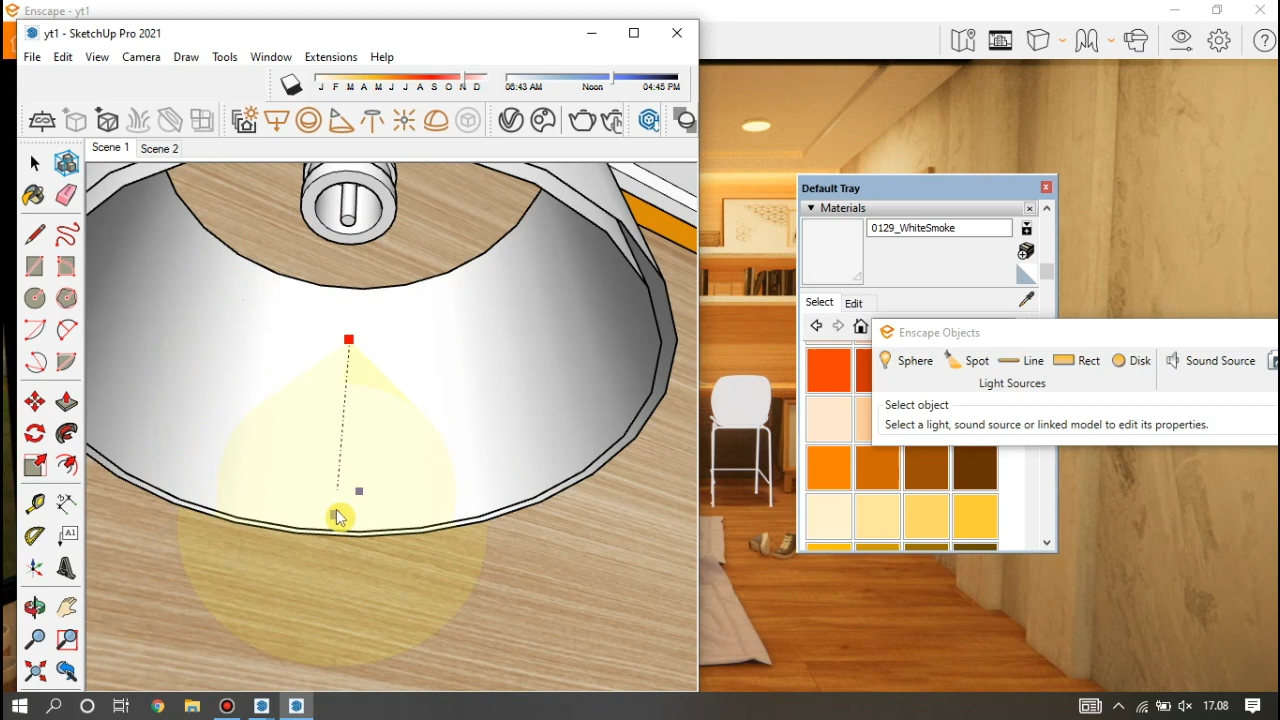 Enscape - yt1
yt1 - SketchUp Pro 2021
File Edit View Camera Draw Tools Window Extensions Help
J F M A M J J A S O N D
06:43 AM Noon 04:45 PM
Scene 1 Scene 2
A1
Default Tray
Materials
0129_WhiteSmoke
Select Edit
Enscape Objects
Sphere Spot Line Rect Disk Sound Source
Light Sources
Select object
Select a light, sound source or linked model to edit its properties.
17.08